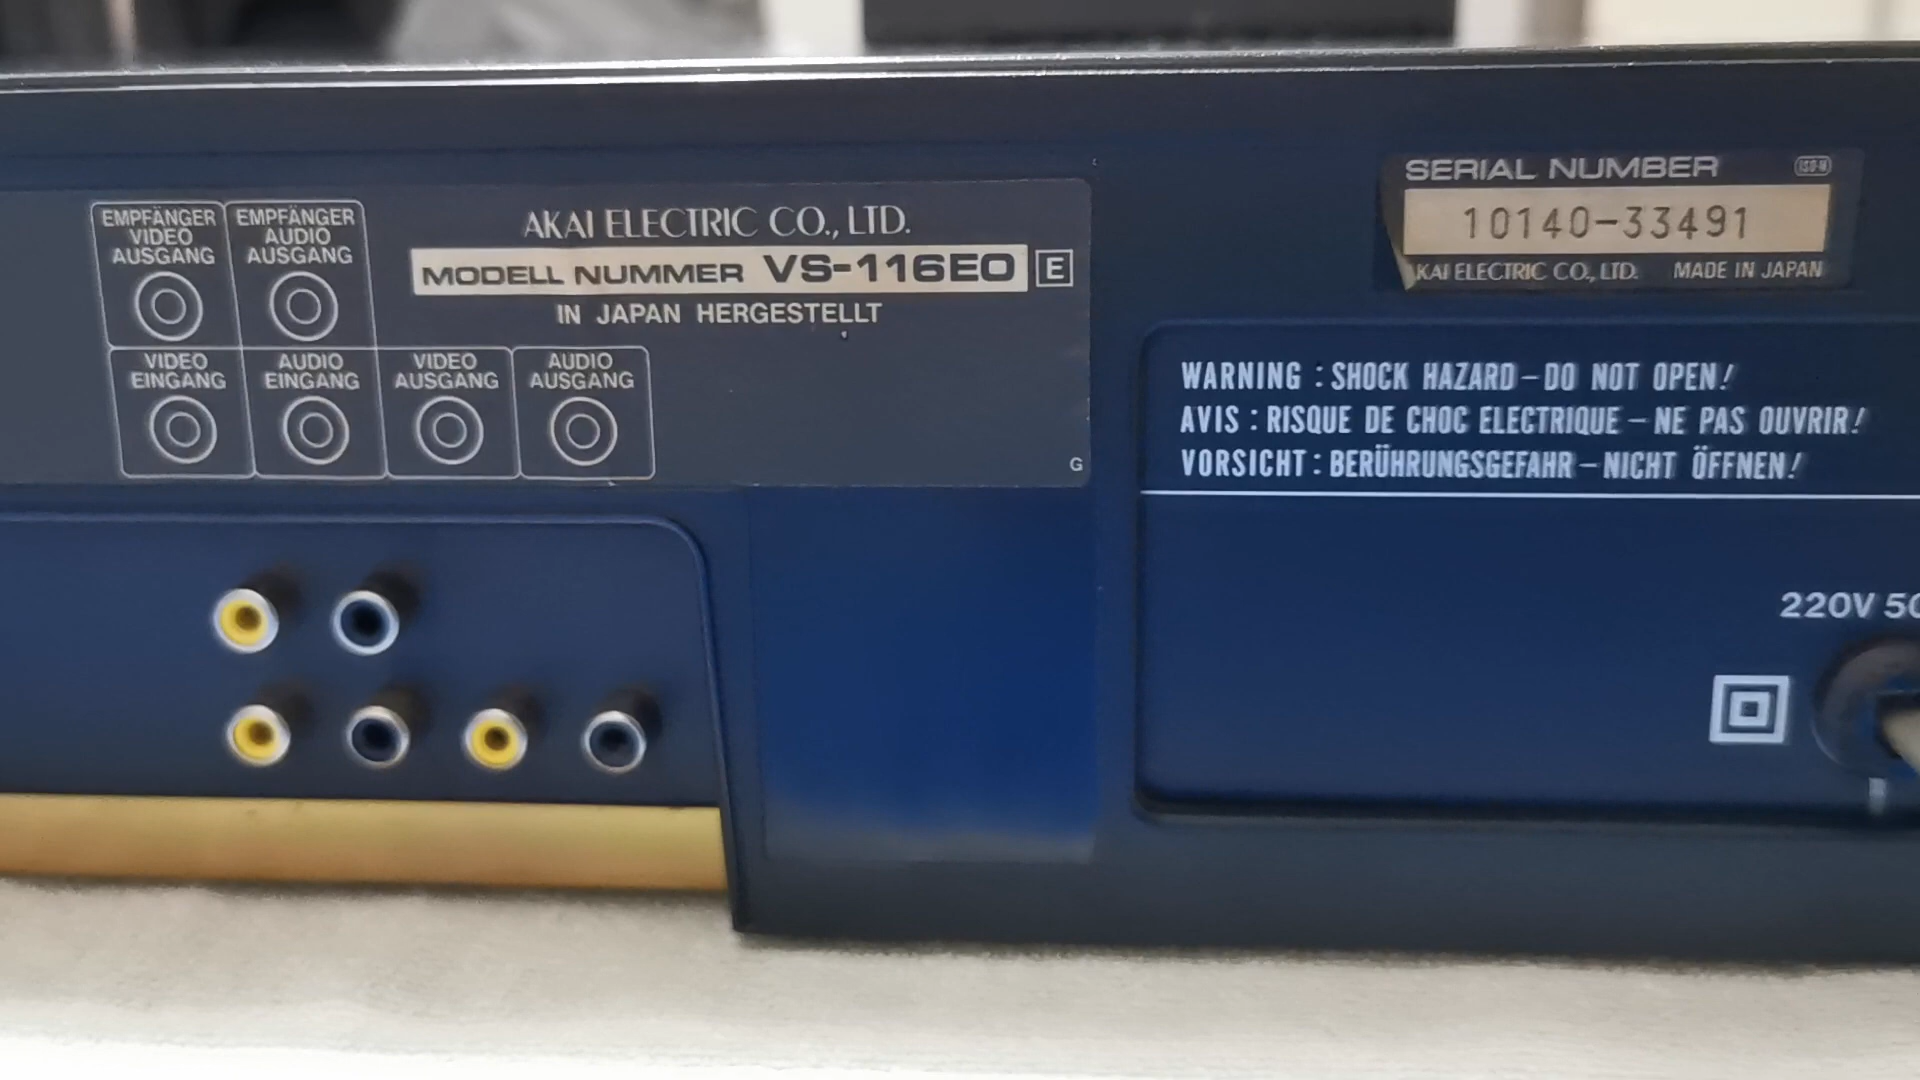 EMPFÄNGER
VIDEO
AUSGANG
EMPFÄNGER
AUDIO
AUSGANG
VIDEO
EINGANG
AUDIO
EINGANG
VIDEO
AUSGANG
AUDIO
AUSGANG
AKAI ELECTRIC CO., LTD.
MODELL NUMMER VS-116EO E
IN JAPAN HERGESTELLT
G
SERIAL NUMBER
10140-33491
KAI ELECTRIC CO., LTD. MADE IN JAPAN
WARNING : SHOCK HAZARD – DO NOT OPEN!
AVIS : RISQUE DE CHOC ELECTRIQUE – NE PAS OUVRIR!
VORSICHT : BERÜHRUNGSGEFAHR – NICHT ÖFFNEN!
220V 50